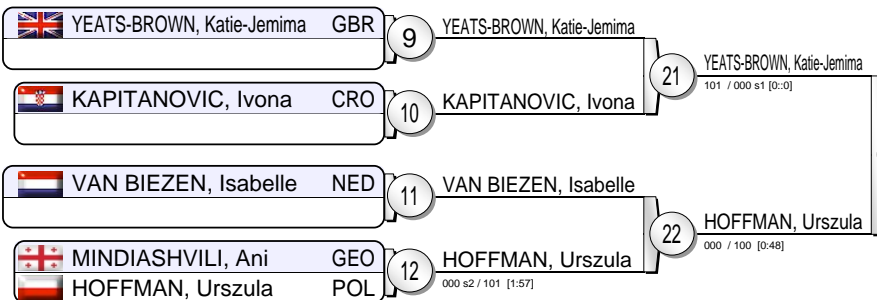 YEATS-BROWN, Katie-Jemima GBR
9
YEATS-BROWN, Katie-Jemima
KAPITANOVIC, Ivona CRO
10
KAPITANOVIC, Ivona
21
YEATS-BROWN, Katie-Jemima
101 / 000 s1 [0::0]
VAN BIEZEN, Isabelle NED
11
VAN BIEZEN, Isabelle
MINDIASHVILI, Ani GEO
HOFFMAN, Urszula POL
12
HOFFMAN, Urszula
000 s2 / 101 [1:57]
22
HOFFMAN, Urszula
000 / 100 [0:48]